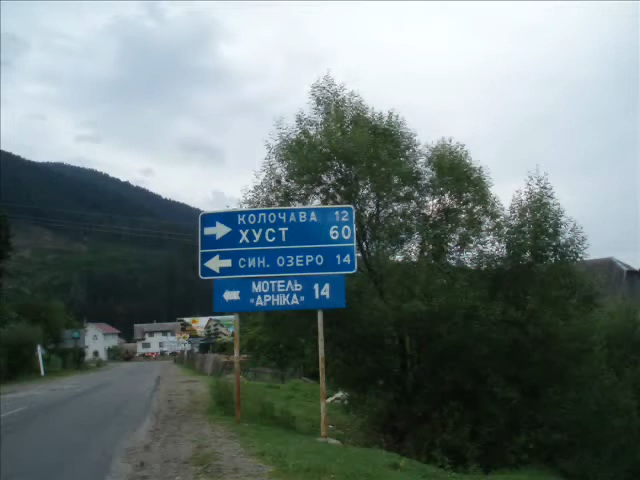 КОЛОЧАВА 12
ХУСТ 60
СИН. ОЗЕРО 14
МОТЕЛЬ
"АРНІКА" 14